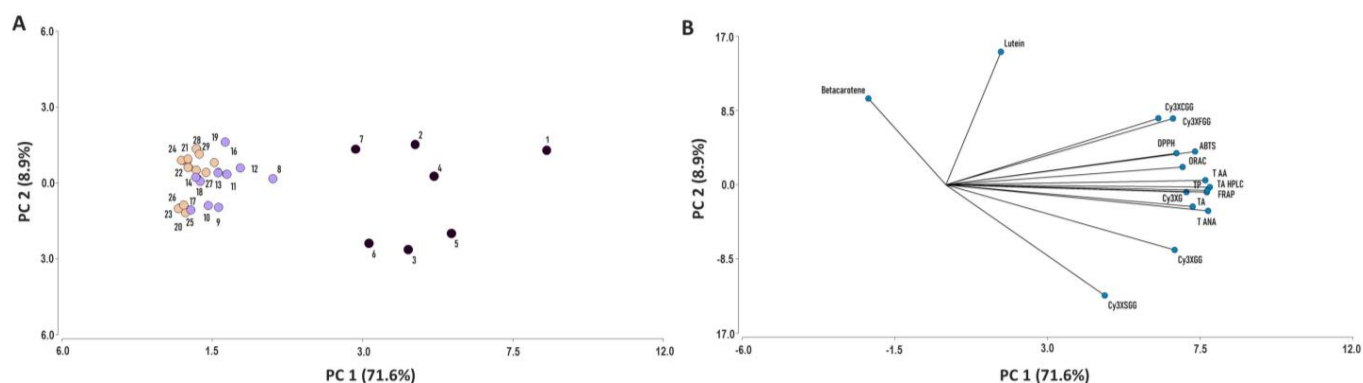 A
PC 2 (8.9%)
6.0
3.0
0.0
3.0
6.0
6.0
1.5
3.0
7.5
12.0
PC 1 (71.6%)
19
28
24
21
29
16
12
8
22
14
27
13
11
18
26
17
23
10
9
20
25
7
2
1
4
5
6
3
B
PC 2 (8.9%)
17.0
8.5
0.0
-8.5
17.0
-6.0
-1.5
3.0
7.5
12.0
PC 1 (71.6%)
Lutein
Betacarotene
Cy3XCGG
Cy3XFGG
DPPH
ABTS
ORAC
T AA
TP
TA HPLC
Cy3XG
FRAP
TA
T ANA
Cy3XGG
Cy3XSGG